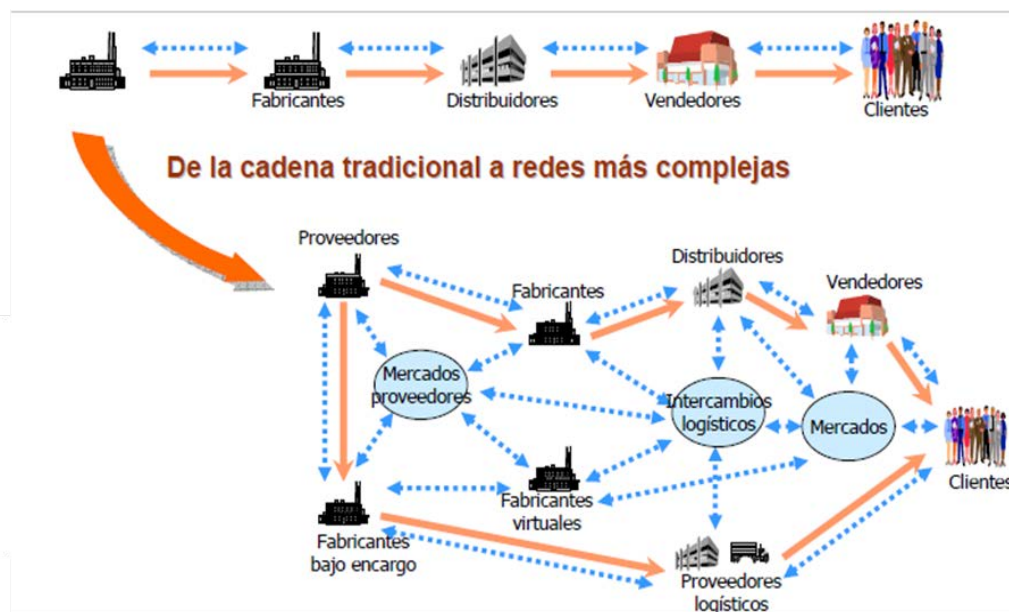 Fabricantes
Distribuidores
Vendedores
Clientes
De la cadena tradicional a redes más complejas
Proveedores
Fabricantes
Distribuidores
Vendedores
Mercados
proveedores
Intercambios
logísticos
Mercados
Clientes
Fabricantes
virtuales
Fabricantes
bajo encargo
Proveedores
logísticos